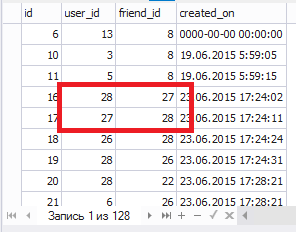 id user_id friend_id created_on
6 13 8 0000-00-00 00:00:00
10 3 8 19.06.2015 5:59:05
11 5 8 19.06.2015 5:59:15
16 28 27 23.06.2015 17:24:02
17 27 28 23.06.2015 17:24:11
18 26 28 23.06.2015 17:24:24
19 28 26 23.06.2015 17:24:31
20 28 22 23.06.2015 17:28:21
21 6 26 23.06.2015 17:28:21
Запись 1 из 128